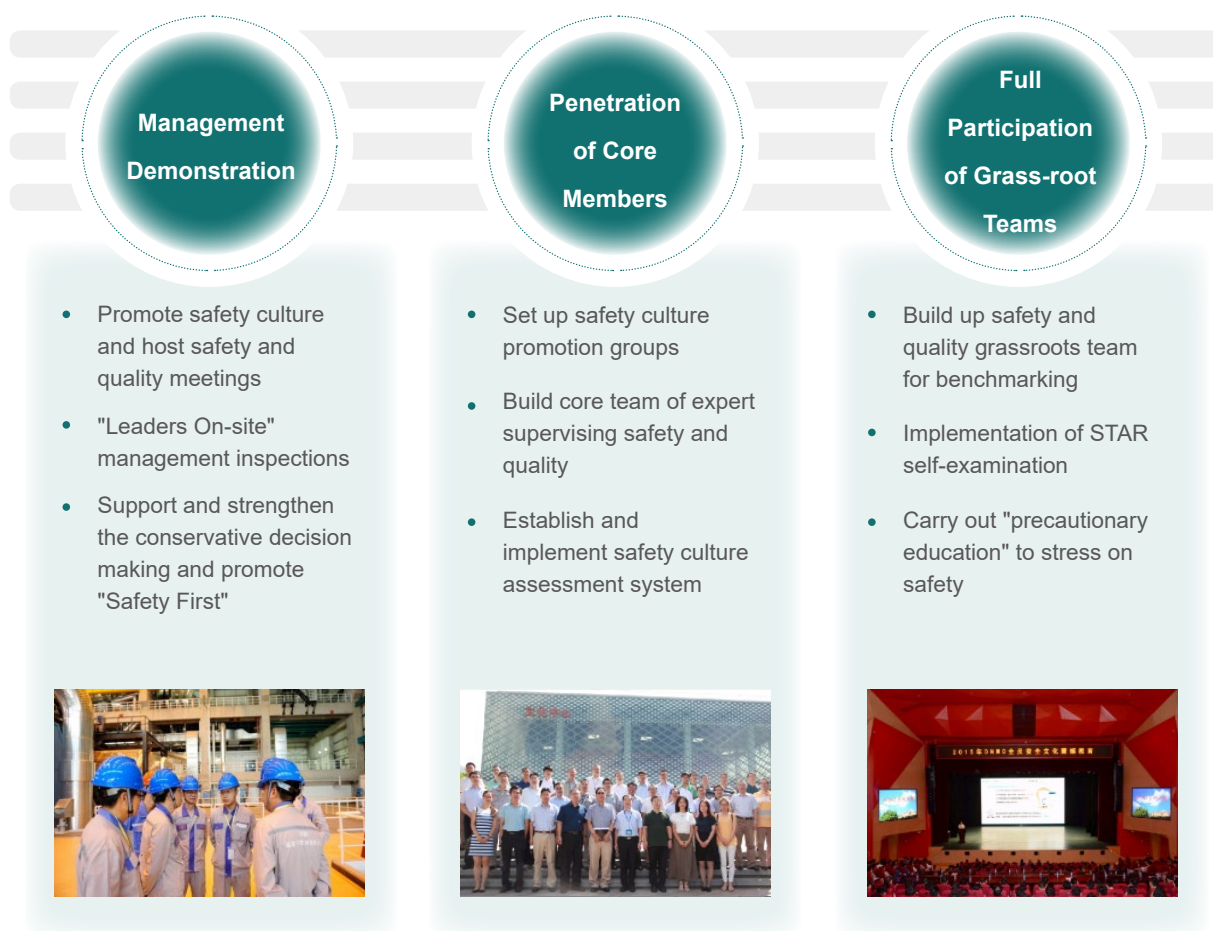 Management
Demonstration
Penetration
of Core
Members
Full
Participation
of Grass-root
Teams
• Promote safety culture
and host safety and
quality meetings
• "Leaders On-site"
management inspections
• Support and strengthen
the conservative decision
making and promote
"Safety First"
• Set up safety culture
promotion groups
• Build core team of expert
supervising safety and
quality
• Establish and
implement safety culture
assessment system
• Build up safety and
quality grassroots team
for benchmarking
• Implementation of STAR
self-examination
• Carry out "precautionary
education" to stress on
safety
文化中心